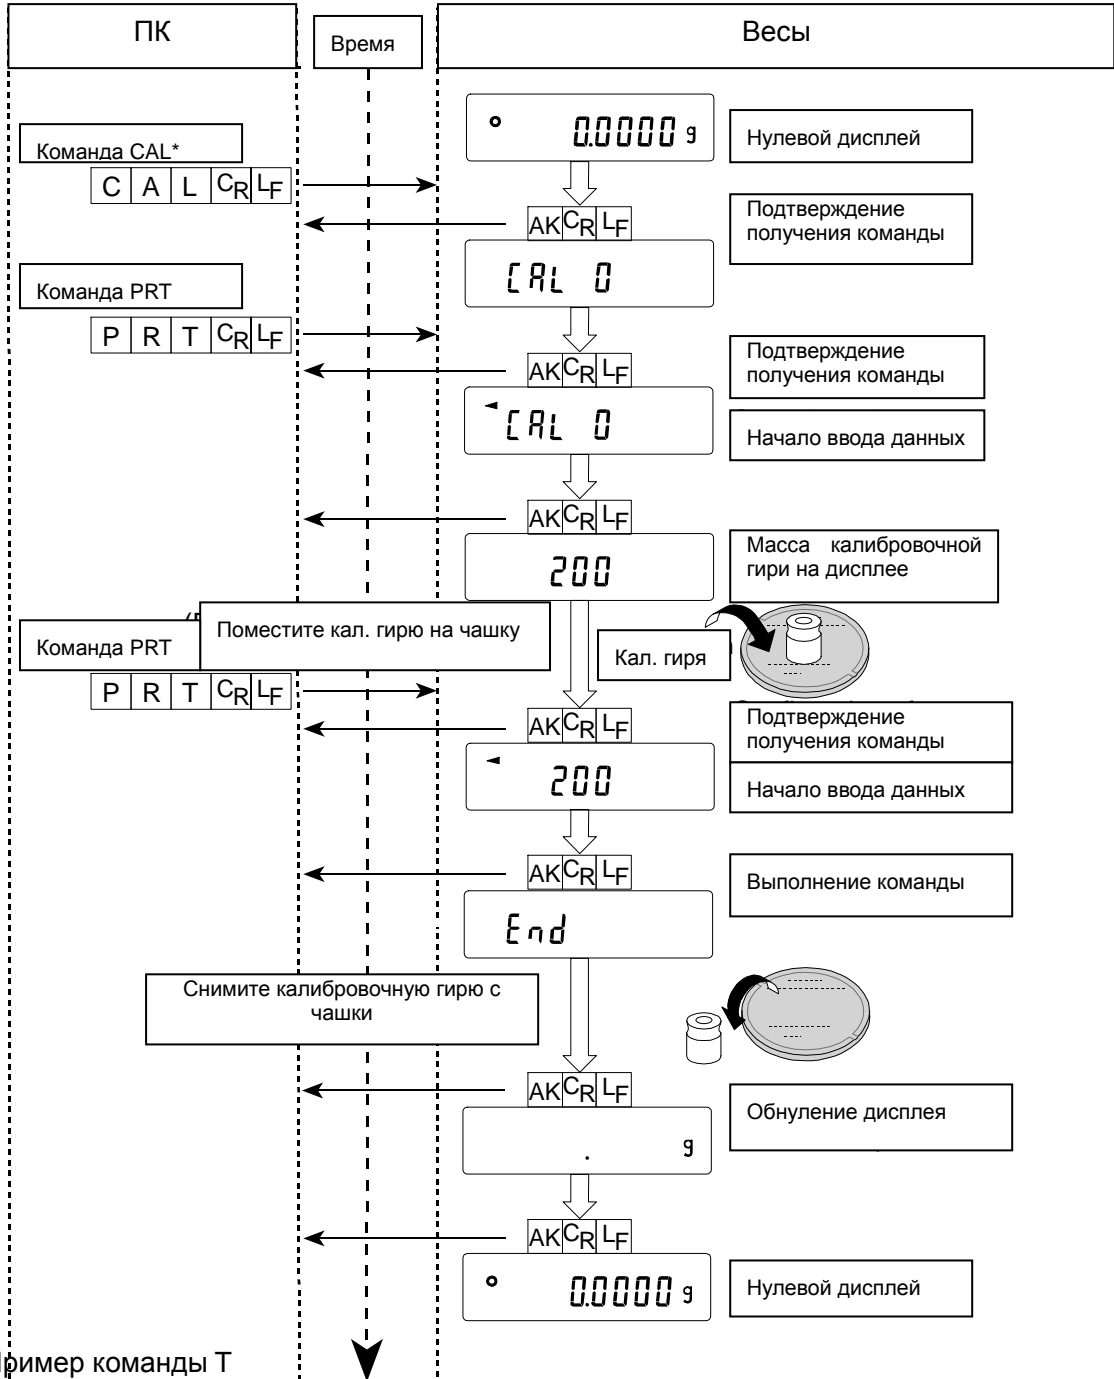 ПК
Время
Весы
0.0000 g
Нулевой дисплей
Команда CAL*
C A L CR LF
AK CR LF
Подтверждение
получения команды
CAL 0
Команда PRT
P R T CR LF
AK CR LF
Подтверждение
получения команды
CAL 0
Начало ввода данных
AK CR LF
200
Масса калибровочной
гири на дисплее
Поместите кал. гирю на чашку
Кал. гиря
Команда PRT
P R T CR LF
AK CR LF
Подтверждение
получения команды
200
Начало ввода данных
AK CR LF
Выполнение команды
End
Снимите калибровочную гирю с
чашки
AK CR LF
Обнуление дисплея
. g
AK CR LF
0.0000 g
Нулевой дисплей
Пример команды T